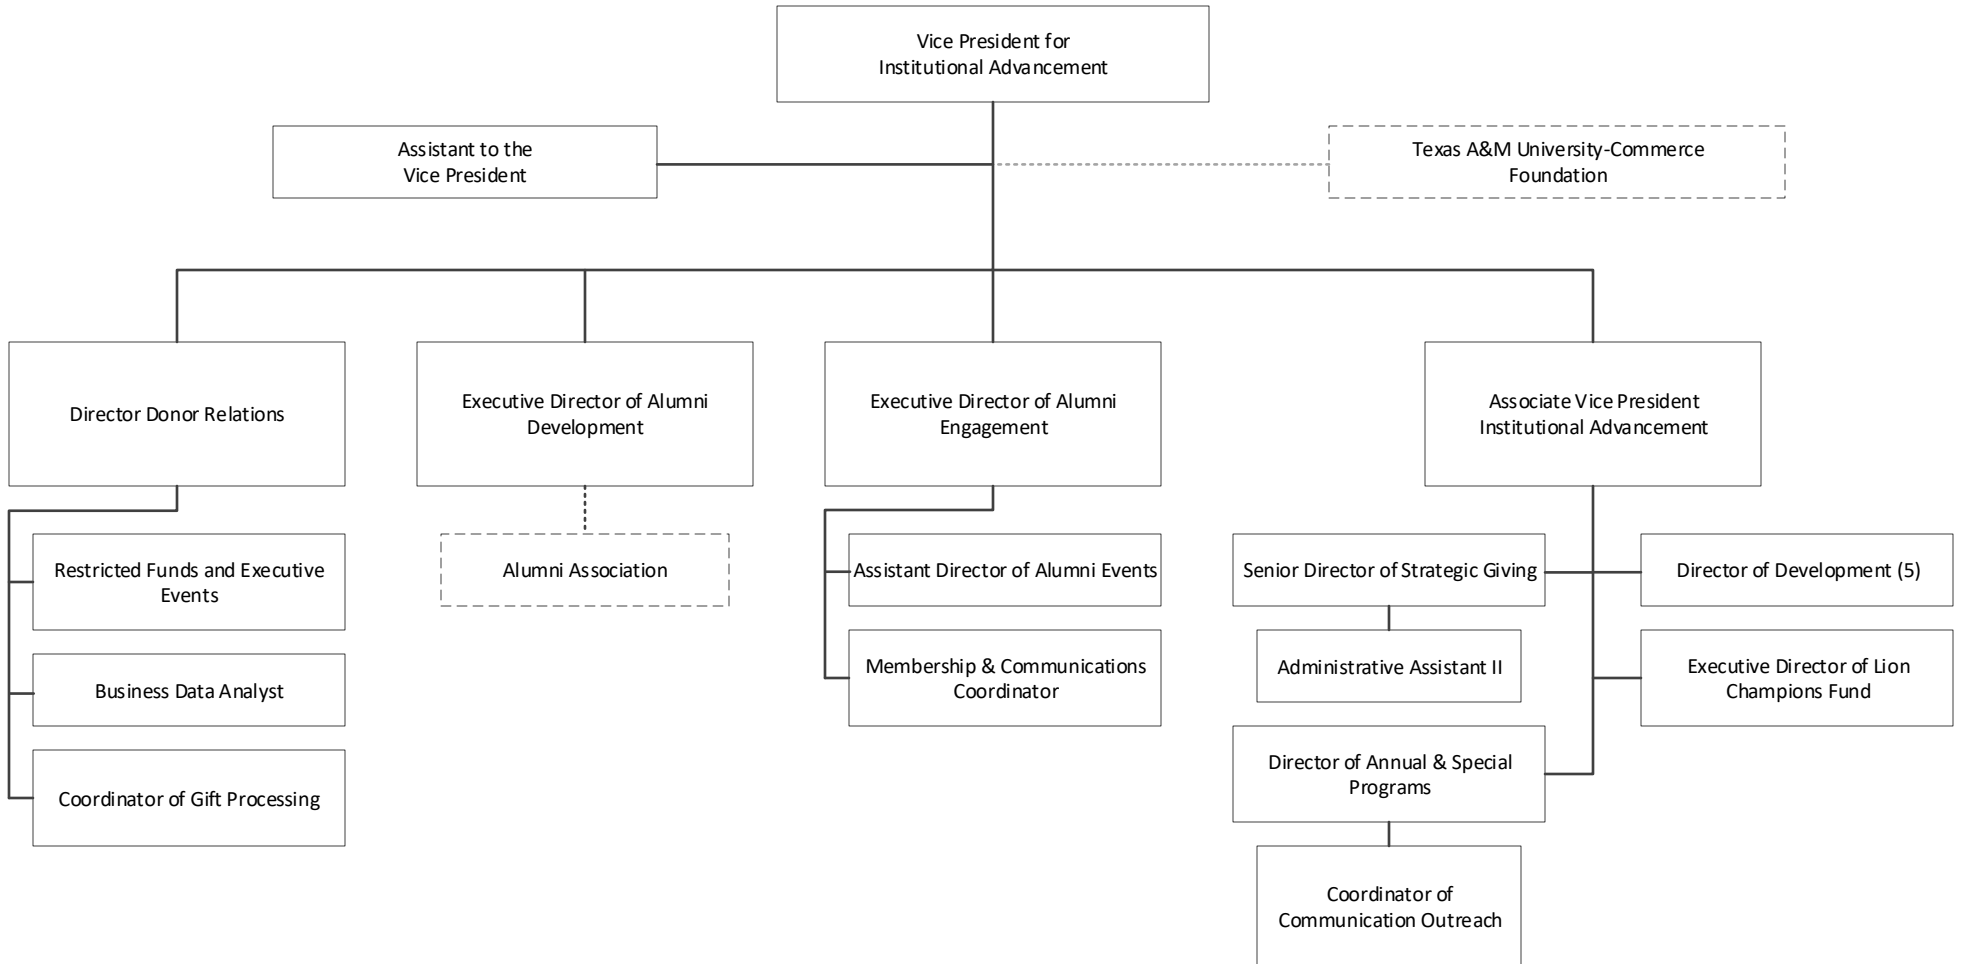 Vice President for
Institutional Advancement
Assistant to the
Vice President
Texas A&M University-Commerce
Foundation
Director Donor Relations
Executive Director of Alumni
Development
Executive Director of Alumni
Engagement
Associate Vice President
Institutional Advancement
Restricted Funds and Executive
Events
Business Data Analyst
Coordinator of Gift Processing
Alumni Association
Assistant Director of Alumni Events
Membership & Communications
Coordinator
Senior Director of Strategic Giving
Administrative Assistant II
Director of Annual & Special
Programs
Coordinator of
Communication Outreach
Director of Development (5)
Executive Director of Lion
Champions Fund